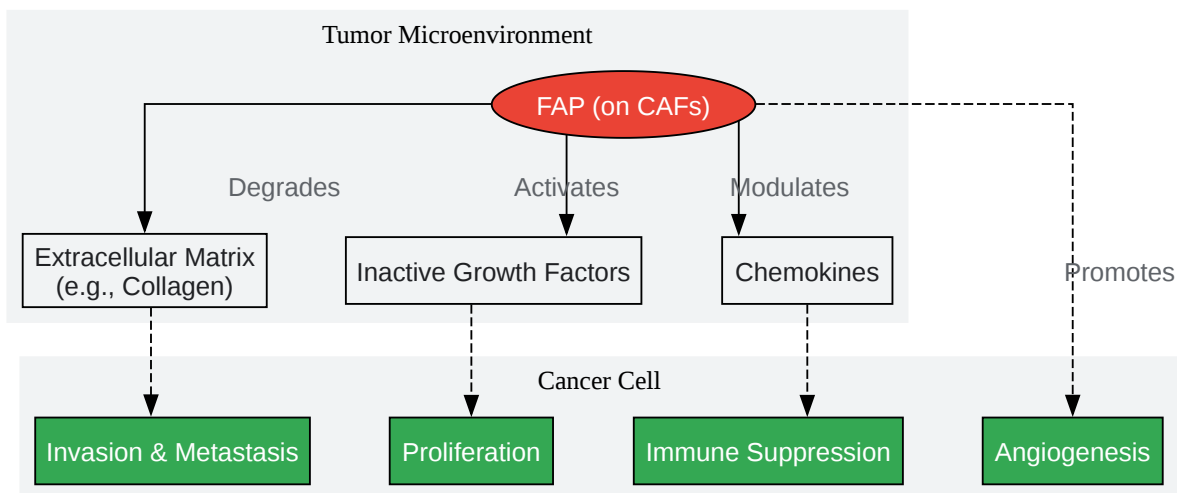 Tumor Microenvironment
FAP (on CAFs)
Degrades
Activates
Modulates
Extracellular Matrix
(e.g., Collagen)
Inactive Growth Factors
Chemokines
Promotes
Cancer Cell
Invasion & Metastasis
Proliferation
Immune Suppression
Angiogenesis